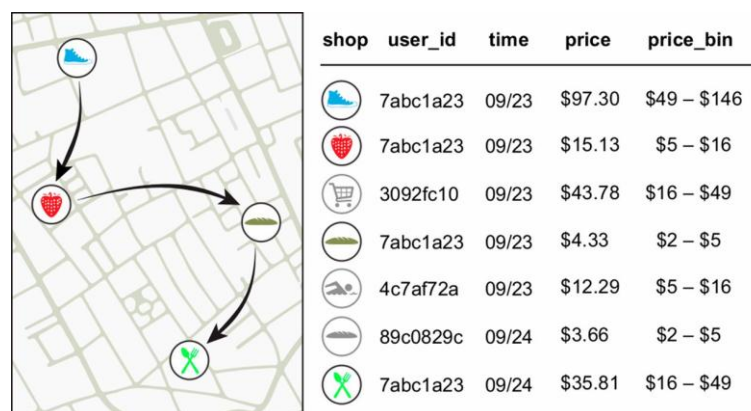 shop user_id time price price_bin
7abc1a23 09/23 $97.30 $49 – $146
7abc1a23 09/23 $15.13 $5 – $16
3092fc10 09/23 $43.78 $16 – $49
7abc1a23 09/23 $4.33 $2 – $5
4c7af72a 09/23 $12.29 $5 – $16
89c0829c 09/24 $3.66 $2 – $5
7abc1a23 09/24 $35.81 $16 – $49